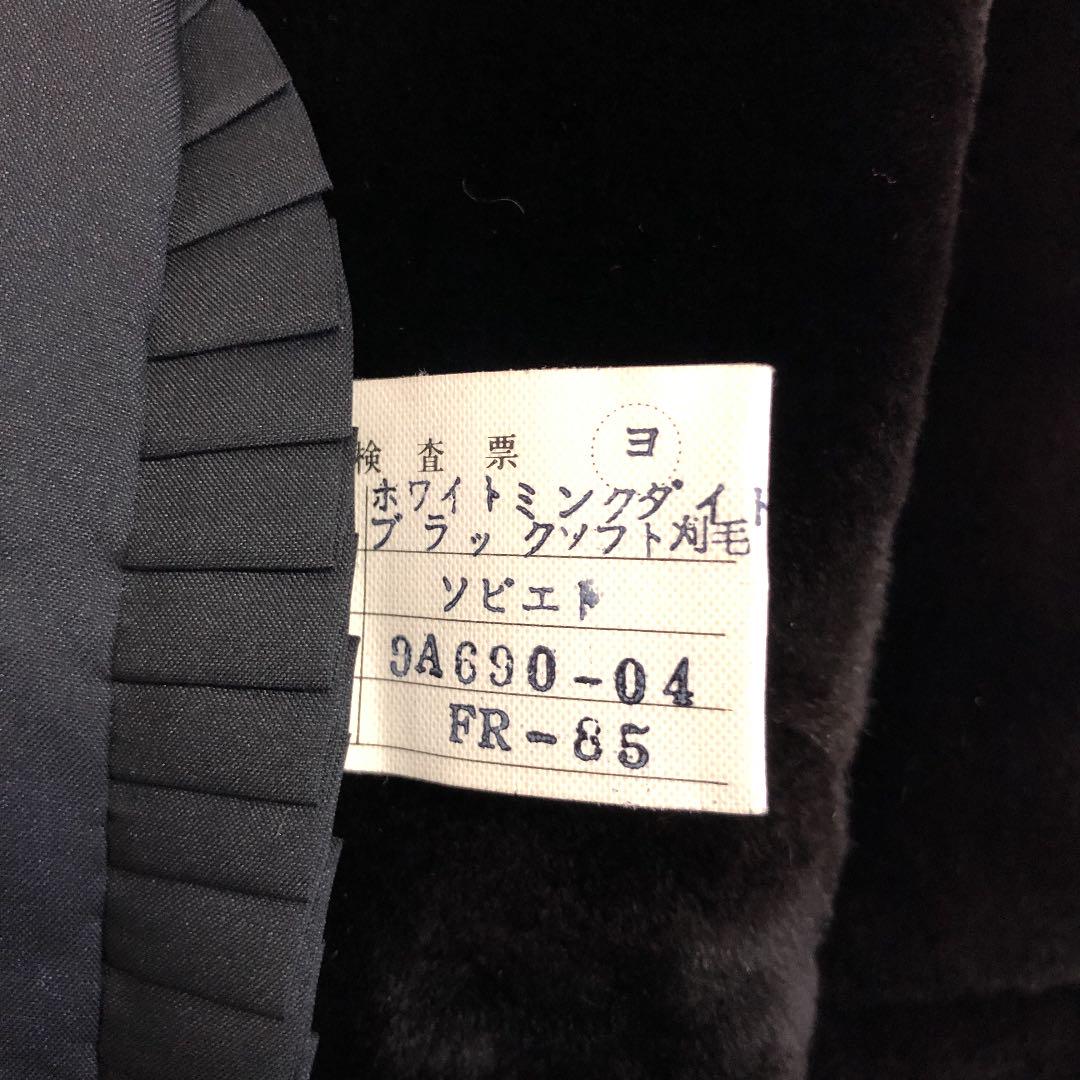 検査票 ヨ
ホワイトミンクダイト
ブラックソフト刈毛
ソビエト
9A690-04
FR-85